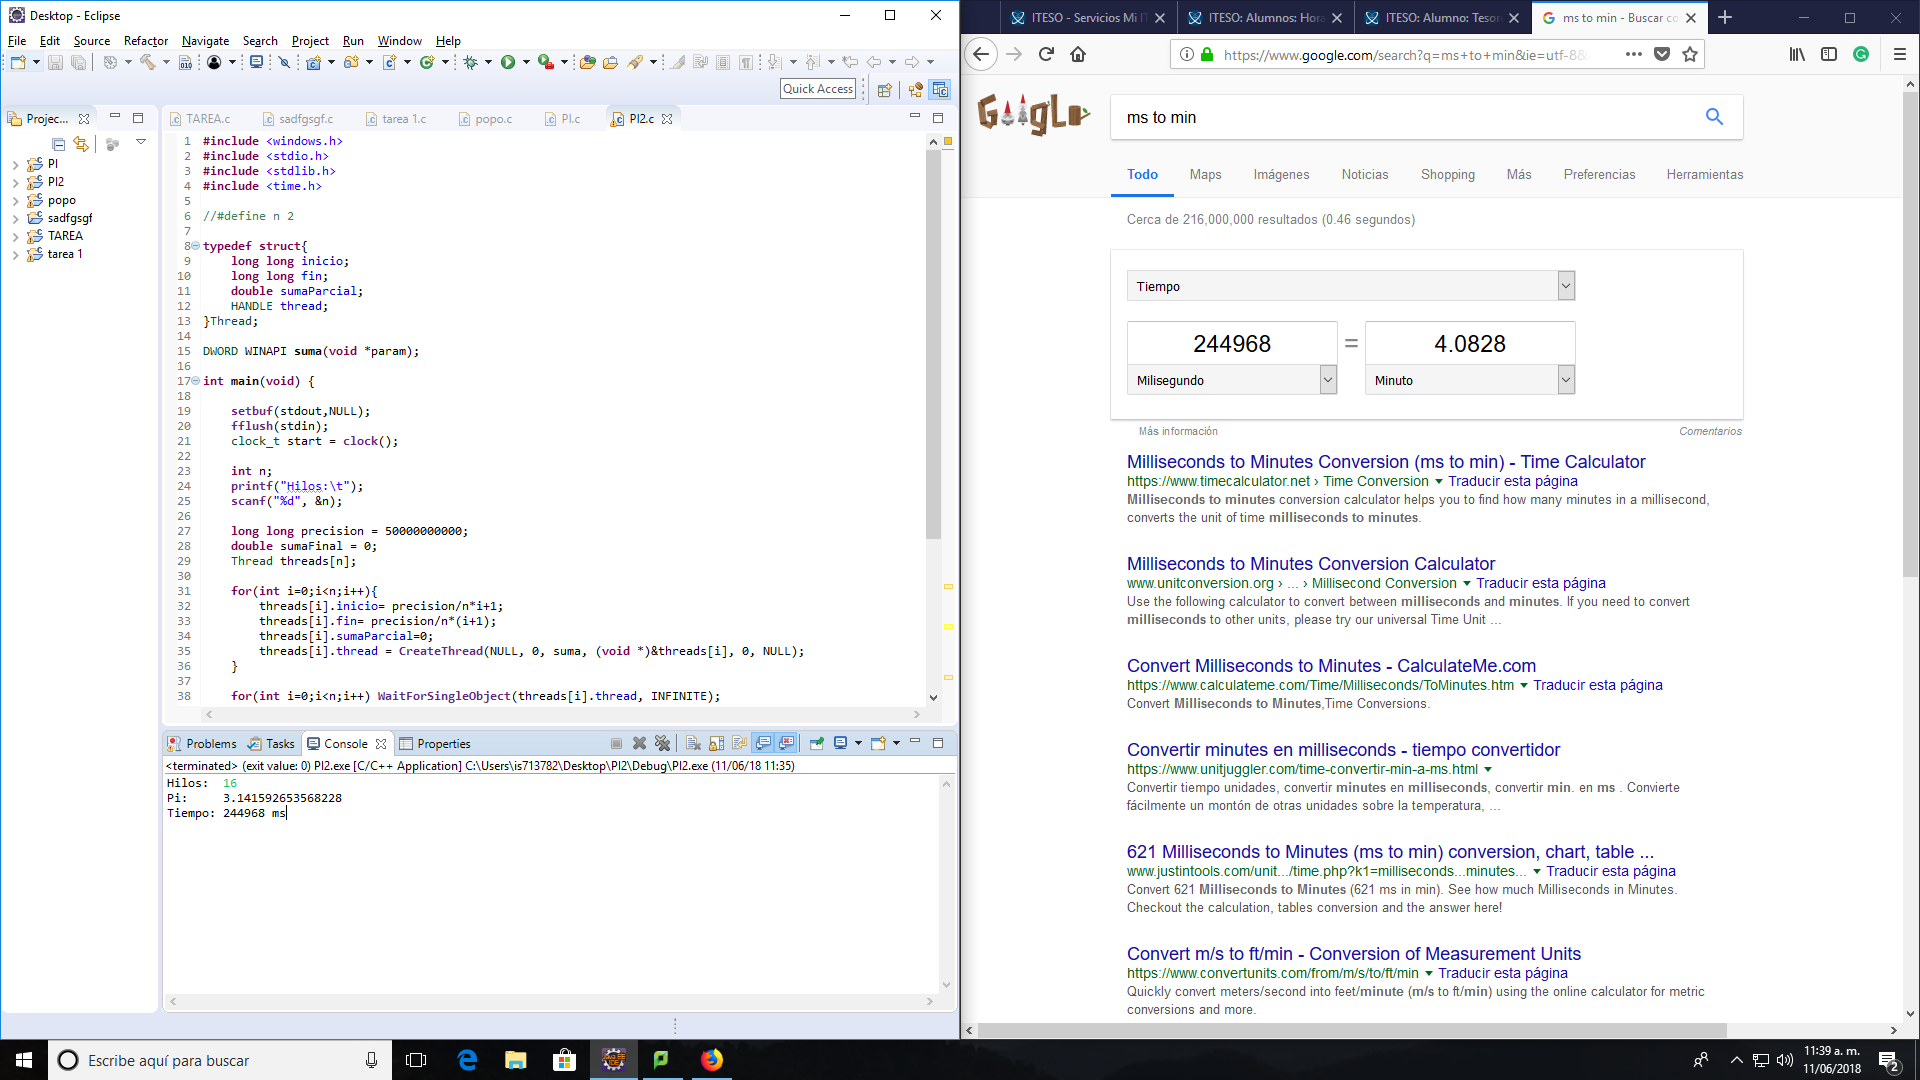 Desktop - Eclipse
File Edit Source Refactor Navigate Search Project Run Window Help
Quick Access
Projec...
PI
PI2
popo
sadfgsgf
TAREA
tarea 1
TAREA.c sadfgsgf.c tarea 1.c popo.c PI.c PI2.c
1 #include <windows.h>
2 #include <stdio.h>
3 #include <stdlib.h>
4 #include <time.h>
5
6 //#define n 2
7
8 typedef struct{
9 long long inicio;
10 long long fin;
11 double sumaParcial;
12 HANDLE thread;
13 }Thread;
14
15 DWORD WINAPI suma(void *param);
16
17 int main(void) {
18
19 setbuf(stdout,NULL);
20 fflush(stdin);
21 clock_t start = clock();
22
23 int n;
24 printf("Hilos:\t");
25 scanf("%d", &n);
26
27 long long precision = 50000000000;
28 double sumaFinal = 0;
29 Thread threads[n];
30
31 for(int i=0;i<n;i++){
32 threads[i].inicio= precision/n*i+1;
33 threads[i].fin= precision/n*(i+1);
34 threads[i].sumaParcial=0;
35 threads[i].thread = CreateThread(NULL, 0, suma, (void *)&threads[i], 0, NULL);
36 }
37
38 for(int i=0;i<n;i++) WaitForSingleObject(threads[i].thread, INFINITE);
Problems Tasks Console Properties
<terminated> (exit value: 0) PI2.exe [C/C++ Application] C:\Users\is713782\Desktop\PI2\Debug\PI2.exe (11/06/18 11:35)
Hilos: 16
Pi: 3.141592653568228
Tiempo: 244968 ms
ITESO - Servicios Mi IT
ITESO: Alumnos: Hora
ITESO: Alumno: Tesor
ms to min - Buscar co
https://www.google.com/search?q=ms+to+min&ie=utf-8&
Google
ms to min
Todo Maps Imágenes Noticias Shopping Más Preferencias Herramientas
Cerca de 216,000,000 resultados (0.46 segundos)
Tiempo
244968 = 4.0828
Milisegundo Minuto
Más información Comentarios
Milliseconds to Minutes Conversion (ms to min) - Time Calculator
https://www.timecalculator.net › Time Conversion Traducir esta página
Milliseconds to minutes conversion calculator helps you to find how many minutes in a millisecond,
converts the unit of time milliseconds to minutes.
Milliseconds to Minutes Conversion Calculator
www.unitconversion.org › ... › Millisecond Conversion Traducir esta página
Use the following calculator to convert between milliseconds and minutes. If you need to convert
milliseconds to other units, please try our universal Time Unit ...
Convert Milliseconds to Minutes - CalculateMe.com
https://www.calculateme.com/Time/Milliseconds/ToMinutes.htm Traducir esta página
Convert Milliseconds to Minutes,Time Conversions.
Convertir minutes en milliseconds - tiempo convertidor
https://www.unitjuggler.com/time-convertir-min-a-ms.html
Convertir tiempo unidades, convertir minutes en milliseconds, convertir min. en ms . Convierte
fácilmente un montón de otras unidades sobre la temperatura, ...
621 Milliseconds to Minutes (ms to min) conversion, chart, table ...
www.justintools.com/unit.../time.php?k1=milliseconds...minutes... Traducir esta página
Convert 621 Milliseconds to Minutes (621 ms in min). See how much Milliseconds in Minutes.
Checkout the calculation, tables conversion and the answer here!
Convert m/s to ft/min - Conversion of Measurement Units
https://www.convertunits.com/from/m/s/to/ft/min Traducir esta página
Quickly convert meters/second into feet/minute (m/s to ft/min) using the online calculator for metric
conversions and more.
Escribe aquí para buscar
11:39 a. m.
11/06/2018
2